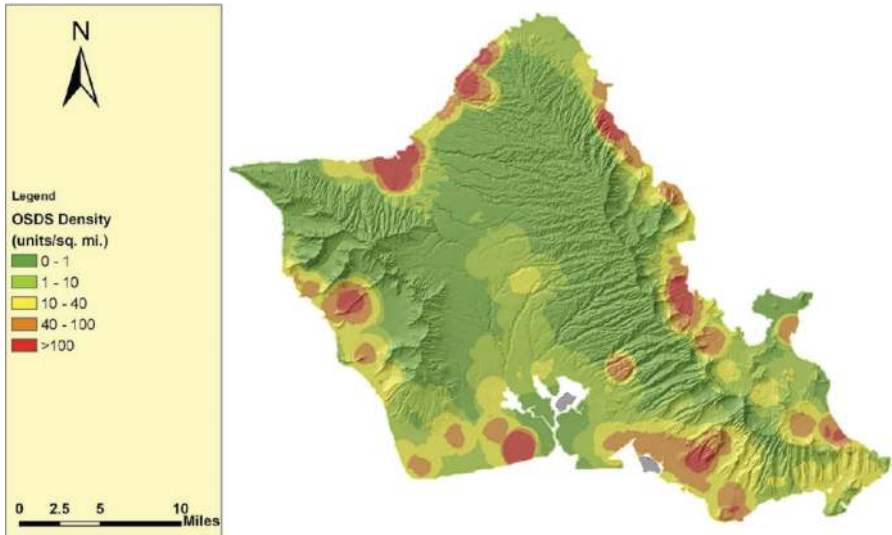 N
Legend
OSDS Density
(units/sq. mi.)
0 - 1
1 - 10
10 - 40
40 - 100
>100
0 2.5 5 10
Miles